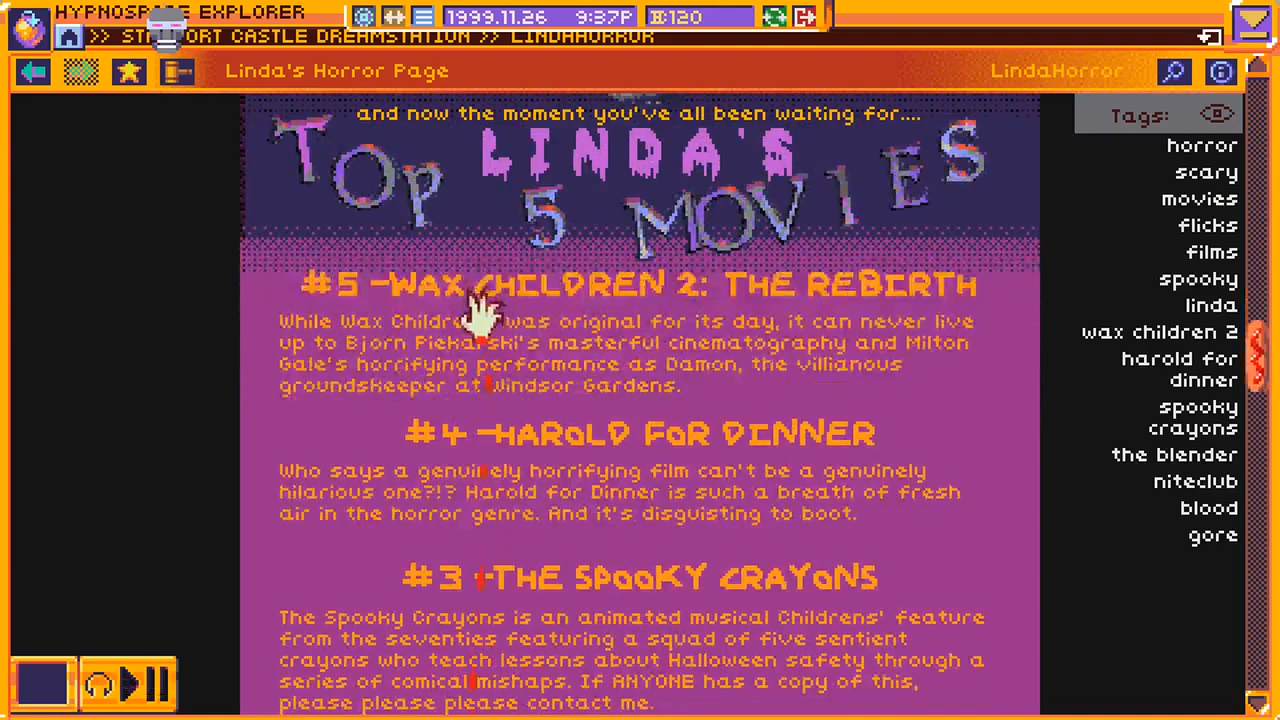 HYPNOSPACE EXPLORER
1999.11.26 9:37P 120
LINDAHORROR
CASTLE DREAMSTATION >>
Linda's Horror Page
LindaHorror
and now the moment you've all been waiting for....
LINDA'S
TOP 5 MOVIES
#5 -WAX CHILDREN 2: THE REBIRTH
While Wax was original for its day, it can never live
up to Bjorn Piekarski's masterful cinematography and Milton
Gale's horrifying performance as Damon, the villianous
groundskeeper at Windsor Gardens.
#4 -HAROLD FOR DINNER
Who says a genuinely horrifying film can't be a genuinely
hilarious one?!? Harold for Dinner is such a breath of fresh
air in the horror genre. And it's disguisting to boot.
#3 -THE SPOOKY CRAYONS
The Spooky Crayons is an animated musical Childrens' feature
from the seventies featuring a squad of five sentient
crayons who teach lessons about Halloween safety through a
series of comical mishaps. If ANYONE has a copy of this,
please please please contact me.
Tags:
horror
scary
movies
flicks
films
spooky
linda
wax children 2
harold for
dinner
spooky
crayons
the blender
niteclub
blood
gore